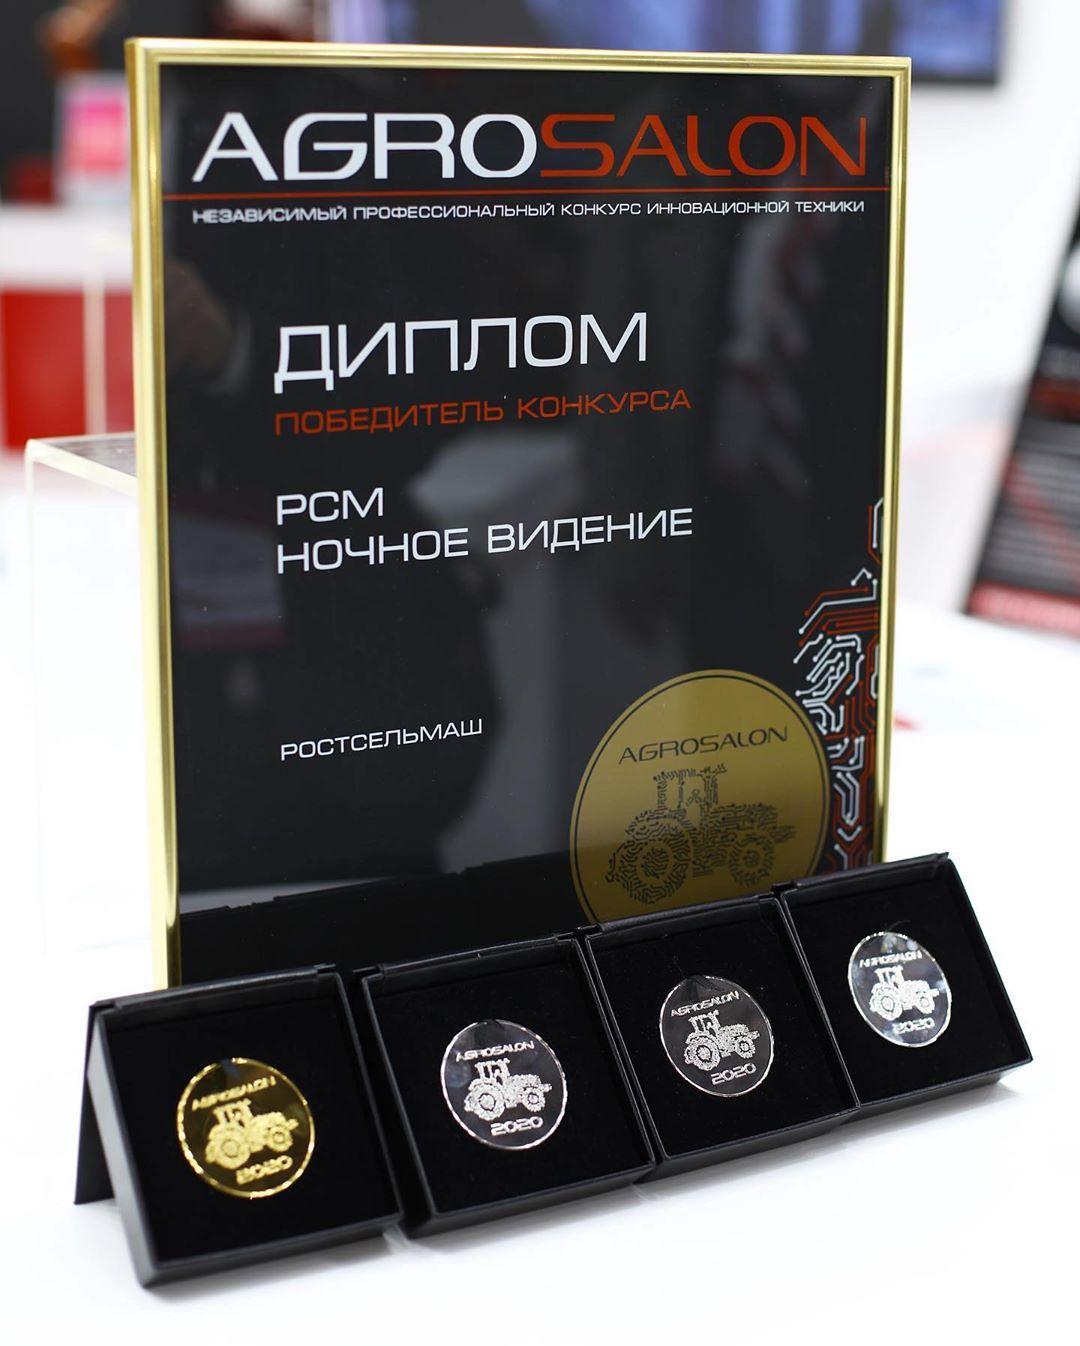 AGROSALON
НЕЗАВИСИМЫЙ ПРОФЕССИОНАЛЬНЫЙ КОНКУРС ИННОВАЦИОННОЙ ТЕХНИКИ
ДИПЛОМ
ПОБЕДИТЕЛЬ КОНКУРСА
РСМ
НОЧНОЕ ВИДЕНИЕ
РОСТСЕЛЬМАШ
AGROSALON
AGROSALON
2020
AGROSALON
2020
AGROSALON
2020
AGROSALON
2020